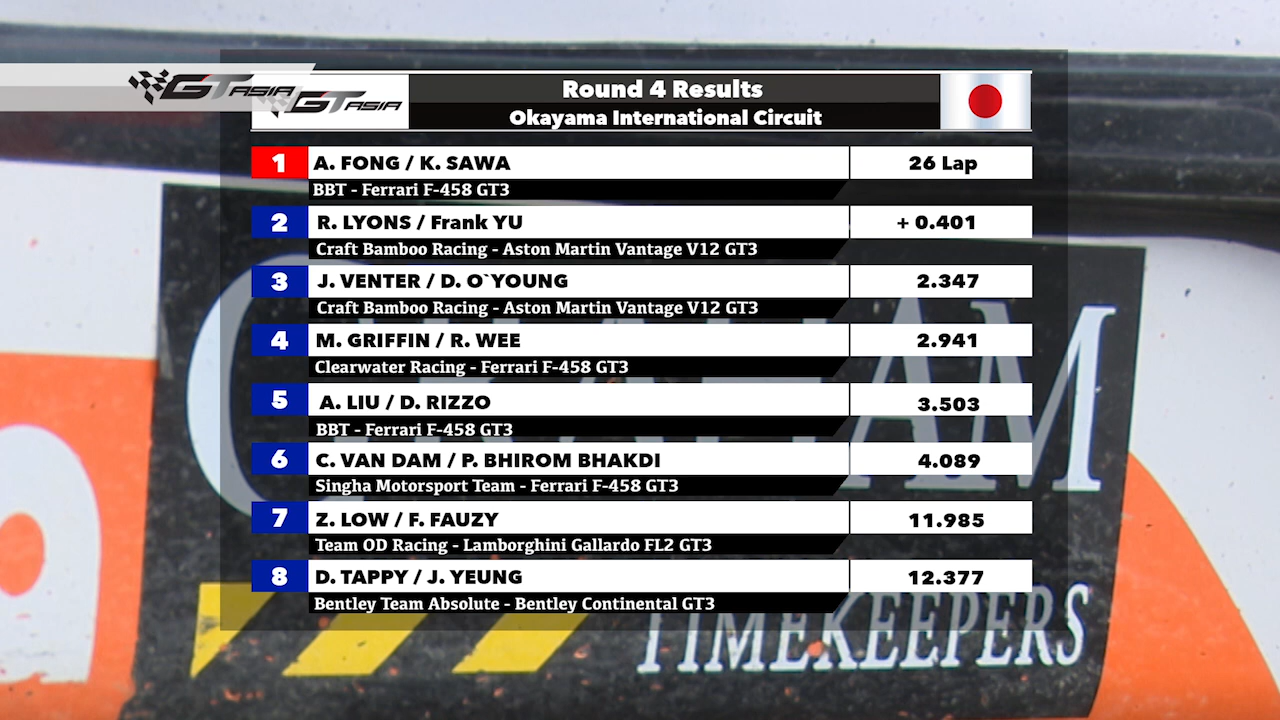 GT ASIA
GT ASIA
Round 4 Results
Okayama International Circuit
1 A. FONG / K. SAWA 26 Lap
BBT - Ferrari F-458 GT3
2 R. LYONS / Frank YU + 0.401
Craft Bamboo Racing - Aston Martin Vantage V12 GT3
3 J. VENTER / D. O`YOUNG 2.347
Craft Bamboo Racing - Aston Martin Vantage V12 GT3
4 M. GRIFFIN / R. WEE 2.941
Clearwater Racing - Ferrari F-458 GT3
5 A. LIU / D. RIZZO 3.503
BBT - Ferrari F-458 GT3
6 C. VAN DAM / P. BHIROM BHAKDI 4.089
Singha Motorsport Team - Ferrari F-458 GT3
7 Z. LOW / F. FAUZY 11.985
Team OD Racing - Lamborghini Gallardo FL2 GT3
8 D. TAPPY / J. YEUNG 12.377
Bentley Team Absolute - Bentley Continental GT3
GRAHAM
TIMEKEEPERS